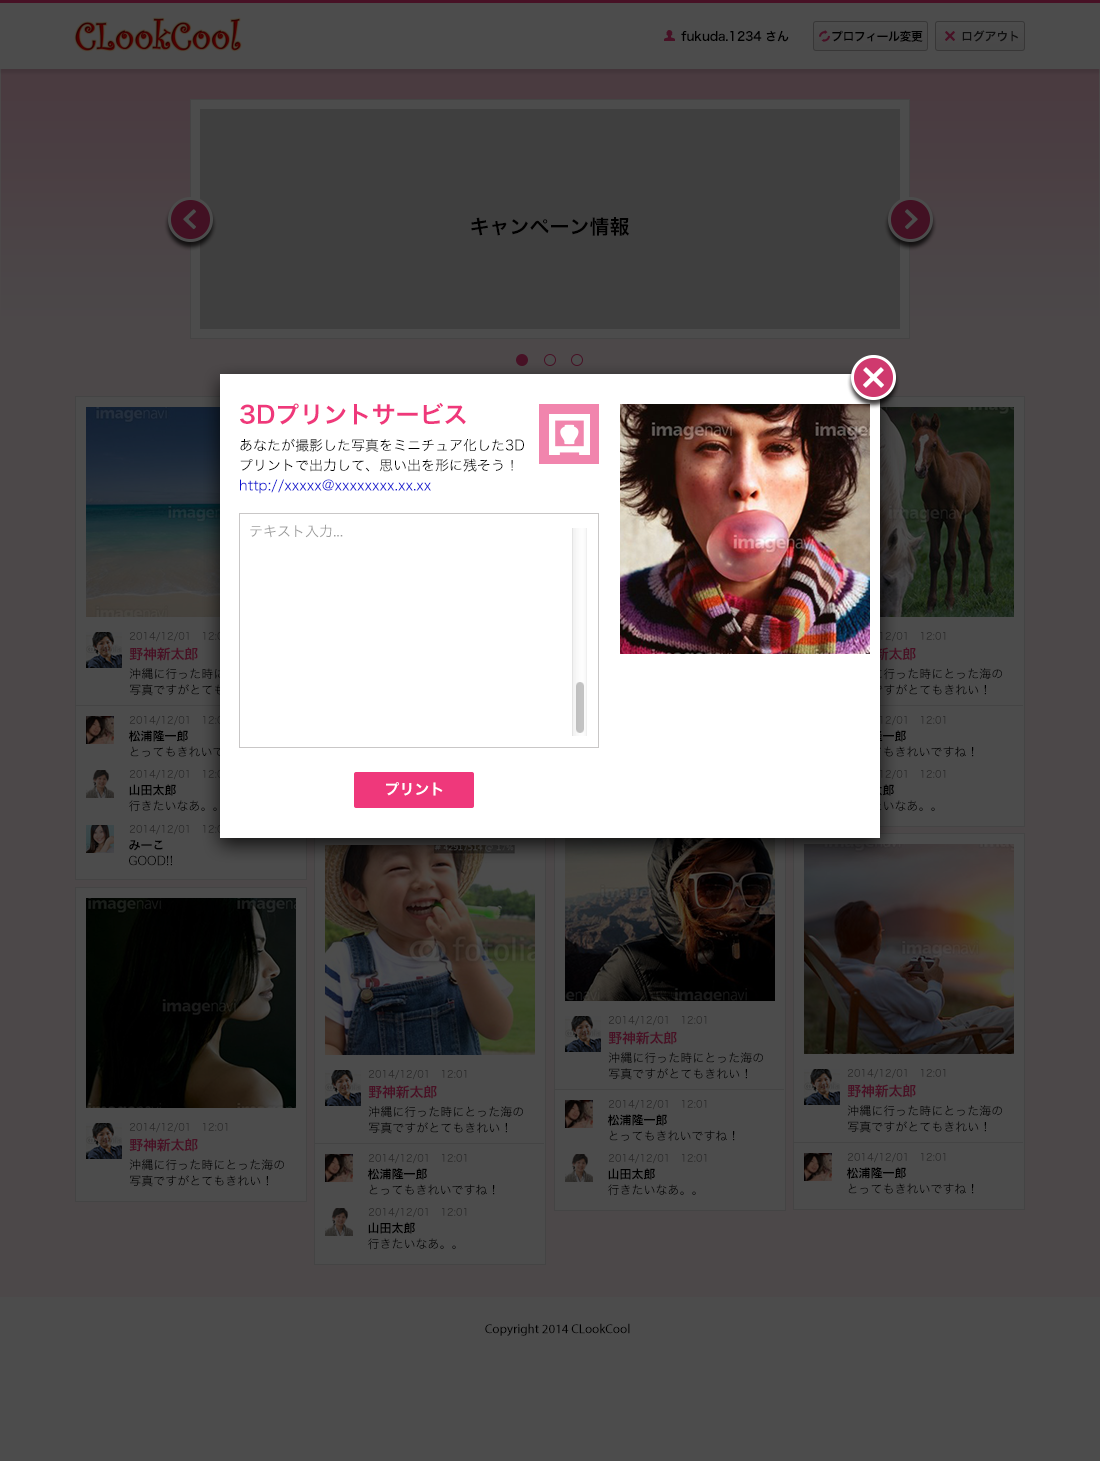 CLookCool
fukuda.1234 さん
プロフィール変更
ログアウト
キャンペーン情報
3Dプリントサービス
あなたが撮影した写真をミニチュア化した3D
プリントで出力して、思い出を形に残そう！
http://xxxxx@xxxxxxxx.xx.xx
テキスト入力...
プリント
imagenavi
imagenavi
imagenavi
2014/12/01 12:0
野神新太郎
沖縄に行った時に
写真ですがとても
2014/12/01 12:0
松浦隆一郎
とってもきれいで
2014/12/01 12:0
山田太郎
行きたいなあ。。
2014/12/01 12:0
みーこ
GOOD!!
imagenavi
imagenavi
2014/12/01 12:01
野神新太郎
沖縄に行った時にとった海の
写真ですがとてもきれい！
fotolia
2014/12/01 12:01
野神新太郎
沖縄に行った時にとった海の
写真ですがとてもきれい！
2014/12/01 12:01
松浦隆一郎
とってもきれいですね！
2014/12/01 12:01
山田太郎
行きたいなあ。。
imagenavi
2014/12/01 12:01
野神新太郎
沖縄に行った時にとった海の
写真ですがとてもきれい！
2014/12/01 12:01
松浦隆一郎
とってもきれいですね！
2014/12/01 12:01
山田太郎
行きたいなあ。。
imagenavi
/01 12:01
新太郎
に行った時にとった海の
ですがとてもきれい！
/01 12:01
一郎
もきれいですね！
/01 12:01
郎
いなあ。。
imagenavi
2014/12/01 12:01
野神新太郎
沖縄に行った時にとった海の
写真ですがとてもきれい！
2014/12/01 12:01
松浦隆一郎
とってもきれいですね！
Copyright 2014 CLookCool